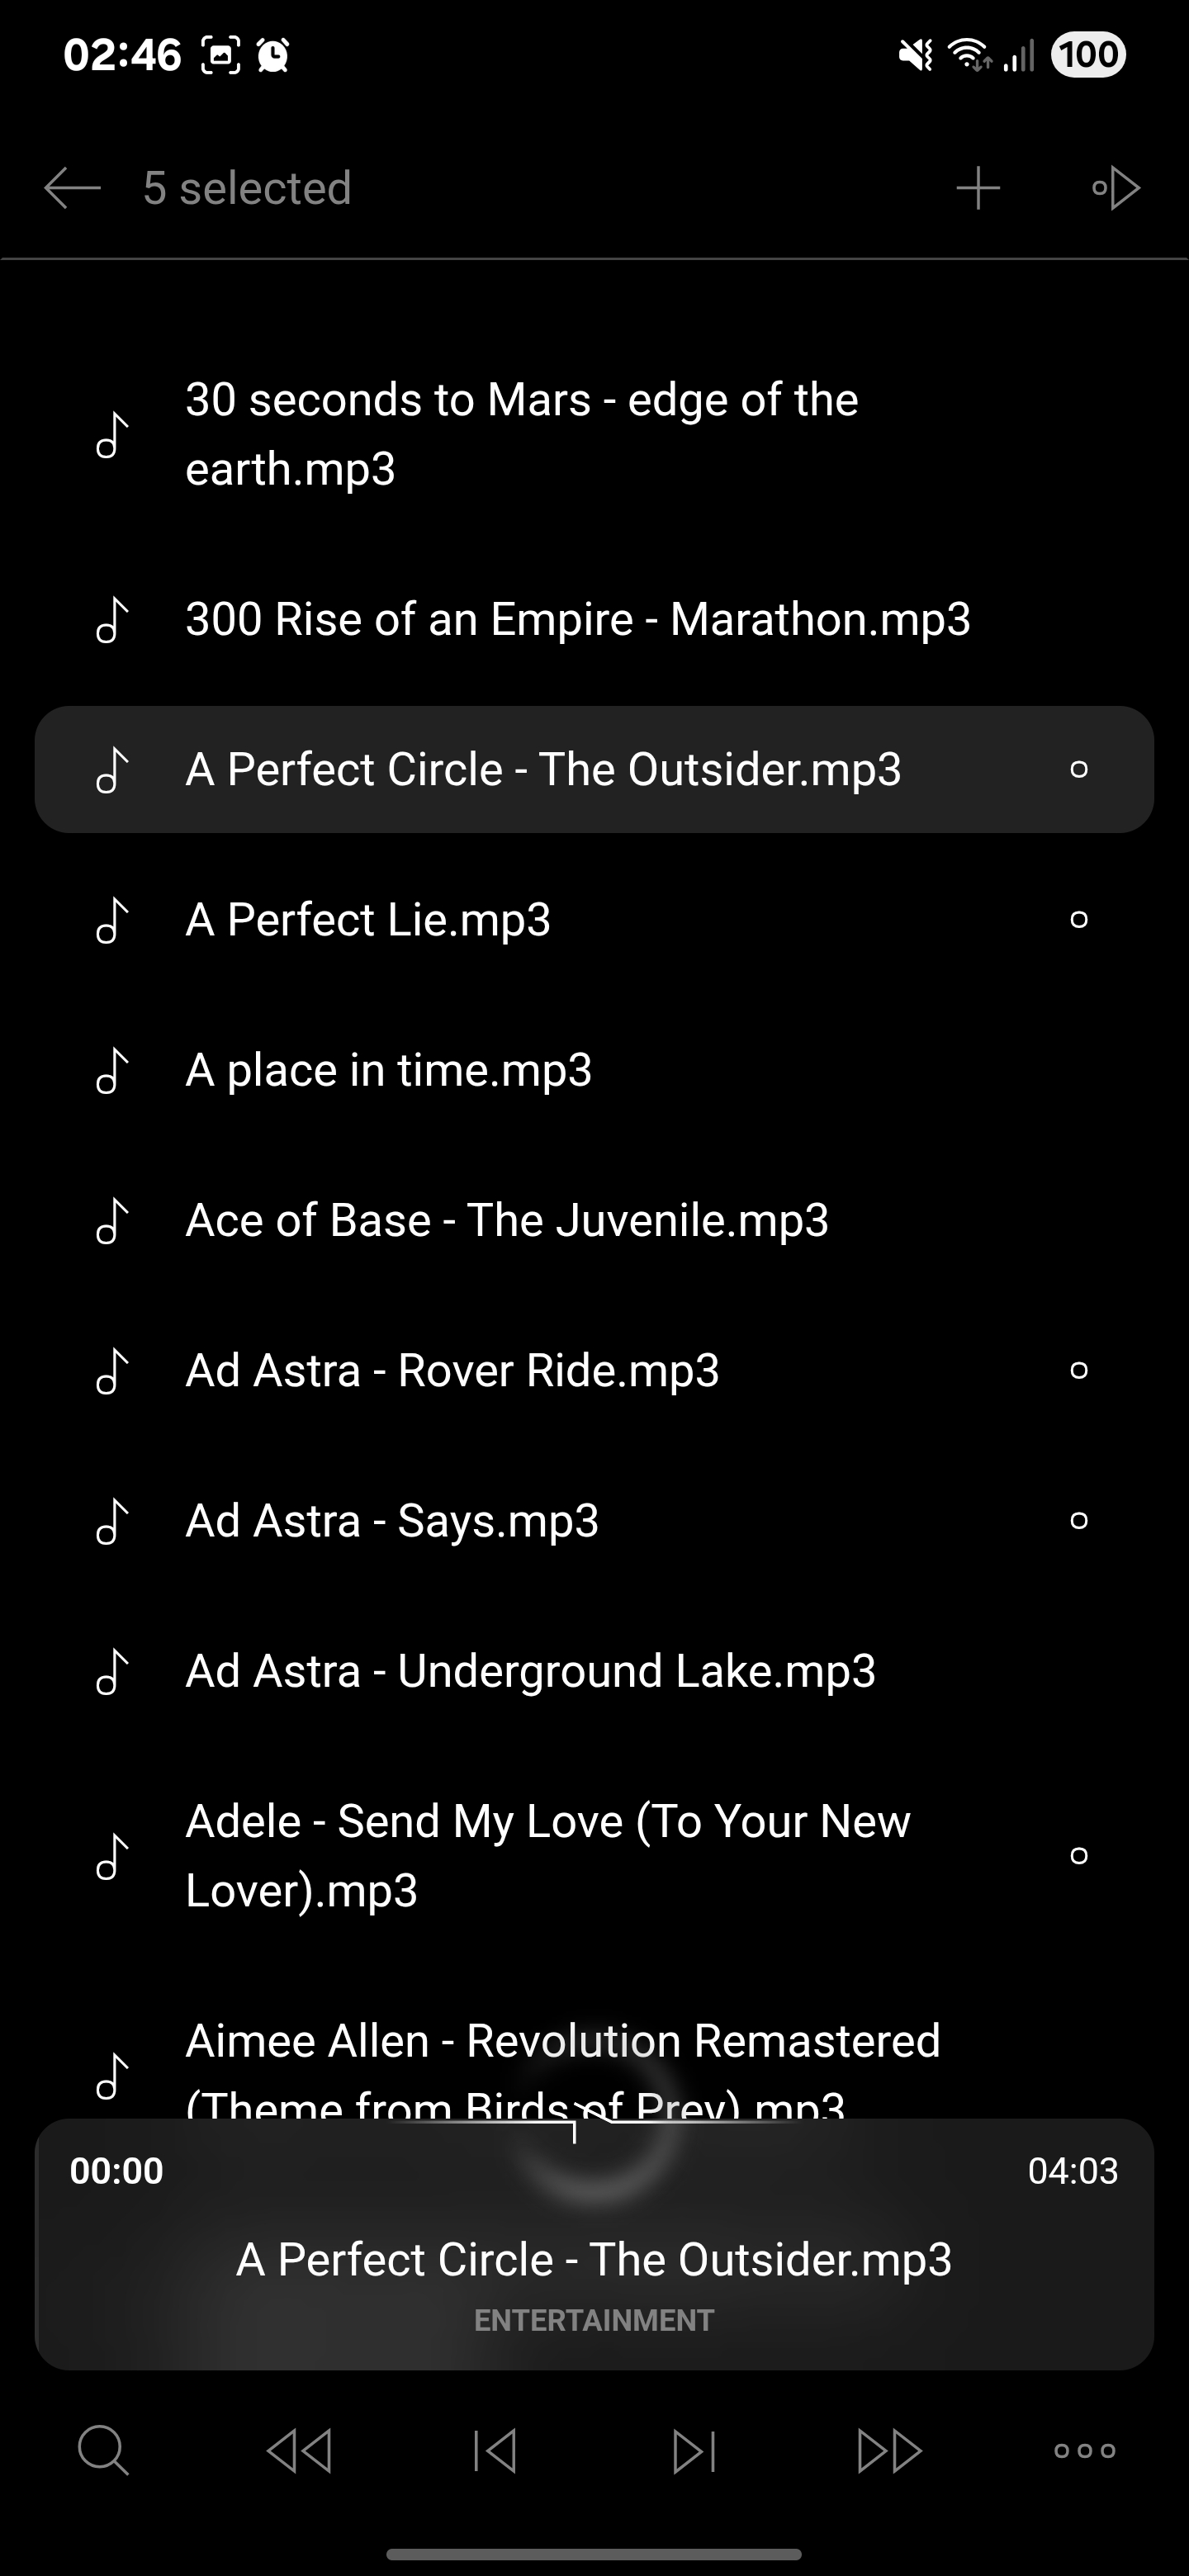 02:46
100
5 selected
30 seconds to Mars - edge of the
earth.mp3
300 Rise of an Empire - Marathon.mp3
A Perfect Circle - The Outsider.mp3
A Perfect Lie.mp3
A place in time.mp3
Ace of Base - The Juvenile.mp3
Ad Astra - Rover Ride.mp3
Ad Astra - Says.mp3
Ad Astra - Underground Lake.mp3
Adele - Send My Love (To Your New
Lover).mp3
Aimee Allen - Revolution Remastered
(Theme from Birds of Prey).mp3
00:00
04:03
A Perfect Circle - The Outsider.mp3
ENTERTAINMENT